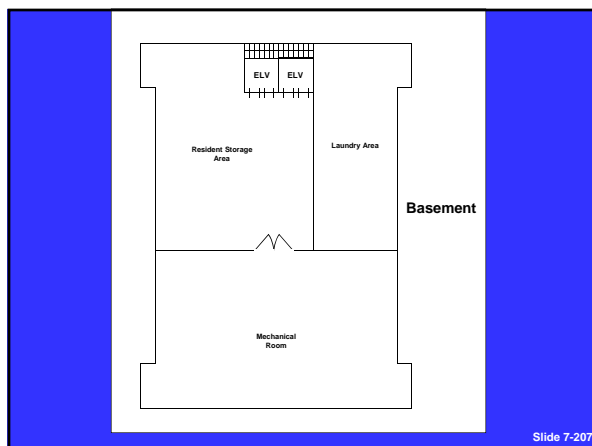 ELV ELV
Resident Storage
Area
Laundry Area
Basement
Mechanical
Room
Slide 7-207